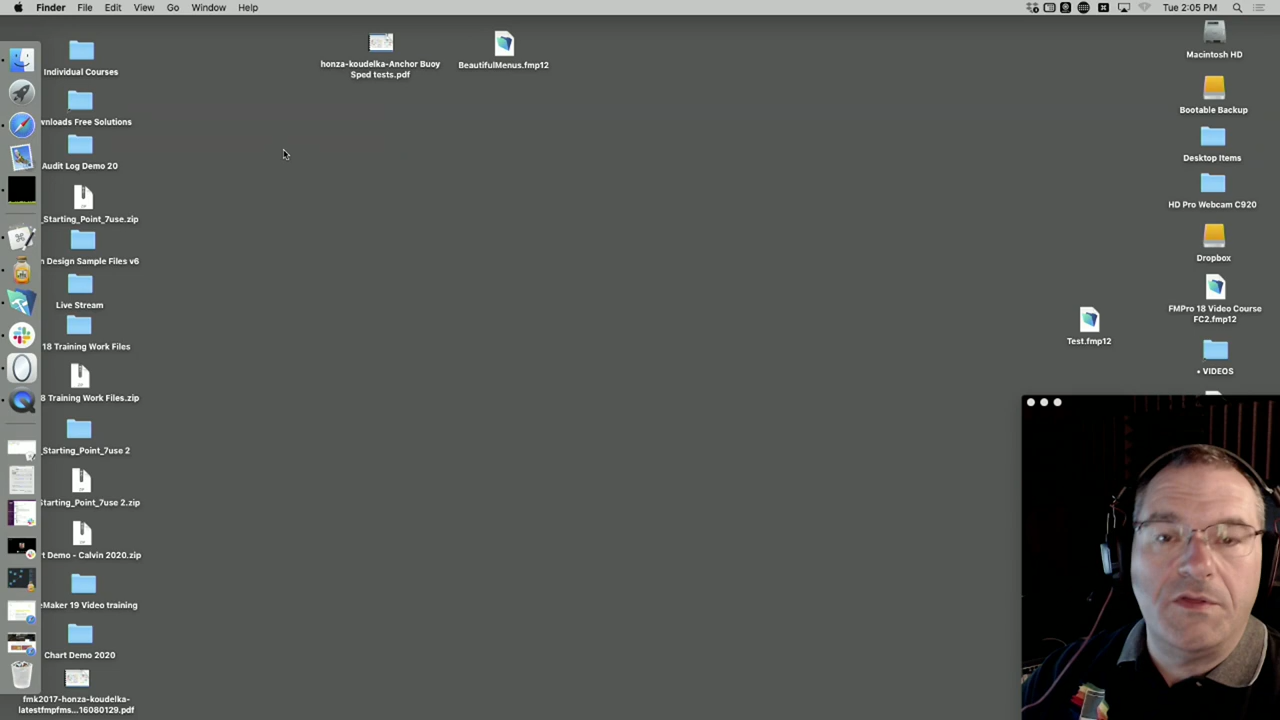 Finder File Edit View Go Window Help
Tue 2:05 PM
Individual Courses
wnloads Free Solutions
Audit Log Demo 20
_Starting_Point_7use.zip
n Design Sample Files v6
Live Stream
18 Training Work Files
8 Training Work Files.zip
_Starting_Point_7use 2
Starting_Point_7use 2.zip
t Demo - Calvin 2020.zip
eMaker 19 Video training
Chart Demo 2020
fmk2017-honza-koudelka-
latestfmpfms...16080129.pdf
honza-koudelka-Anchor Buoy
Sped tests.pdf
BeautifulMenus.fmp12
Macintosh HD
Bootable Backup
Desktop Items
HD Pro Webcam C920
Dropbox
FMPro 18 Video Course
FC2.fmp12
Test.fmp12
• VIDEOS